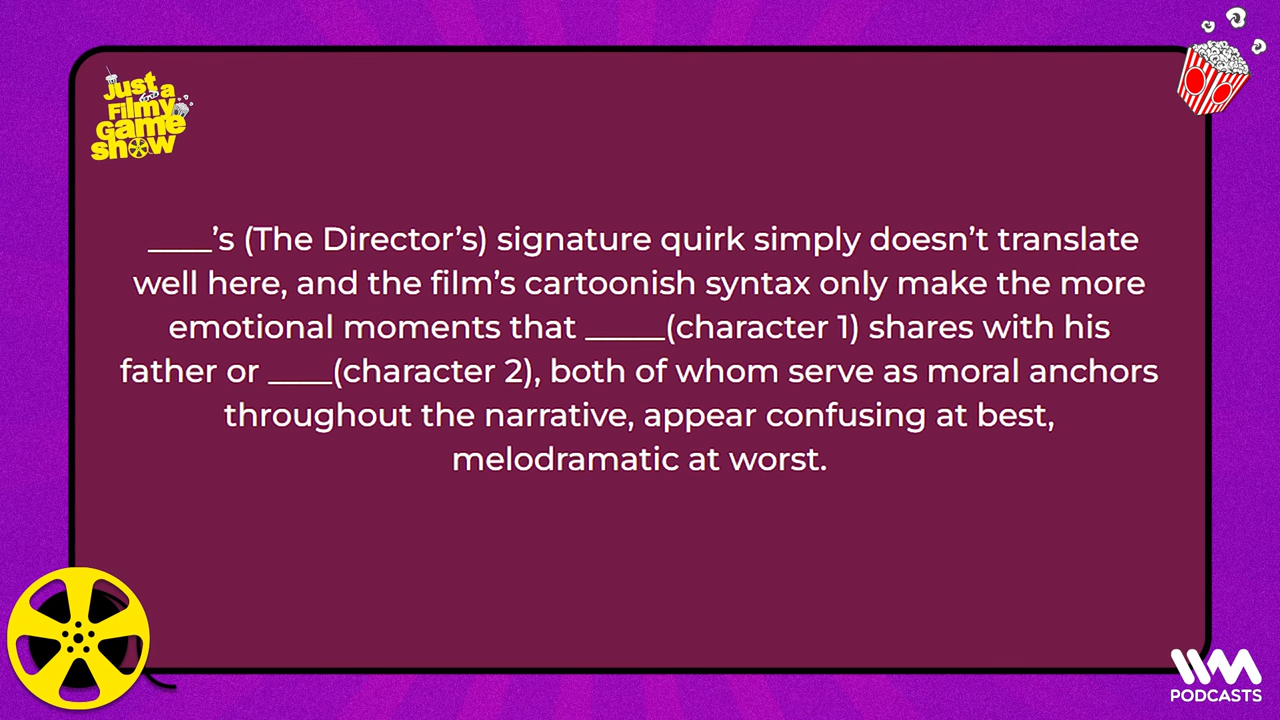 Just
a
Filmy
Game
show
____’s (The Director’s) signature quirk simply doesn’t translate
well here, and the film’s cartoonish syntax only make the more
emotional moments that _____(character 1) shares with his
father or ____(character 2), both of whom serve as moral anchors
throughout the narrative, appear confusing at best,
melodramatic at worst.
IVM
PODCASTS